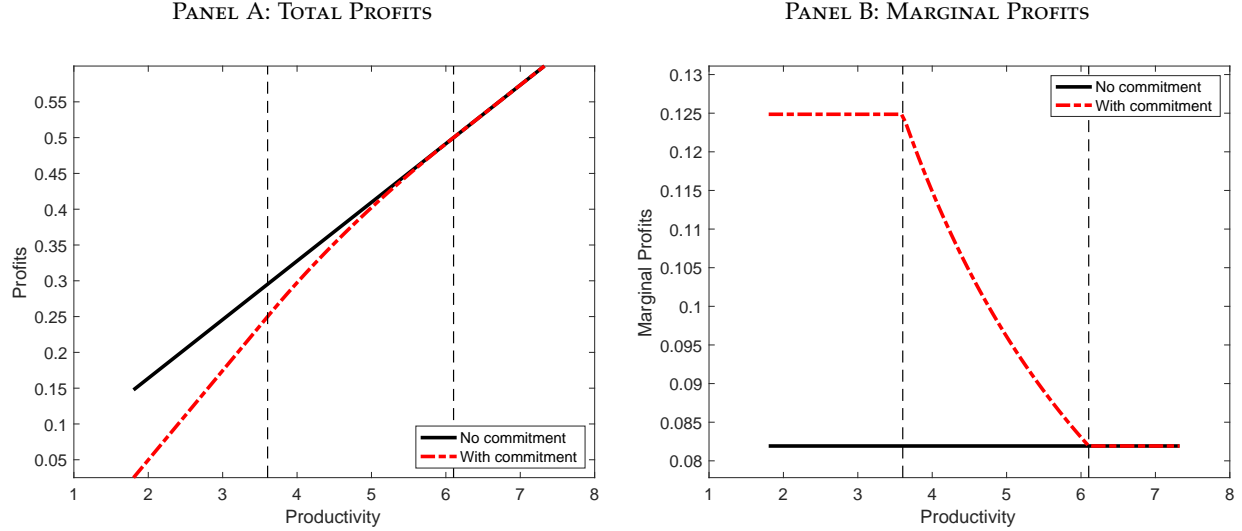 PANEL A: TOTAL PROFITS
Profits
0.55
0.5
0.45
0.4
0.35
0.3
0.25
0.2
0.15
0.1
0.05
No commitment
With commitment
1 2 3 4 5 6 7 8
Productivity
PANEL B: MARGINAL PROFITS
Marginal Profits
0.13
0.125
0.12
0.115
0.11
0.105
0.1
0.095
0.09
0.085
0.08
No commitment
With commitment
1 2 3 4 5 6 7 8
Productivity